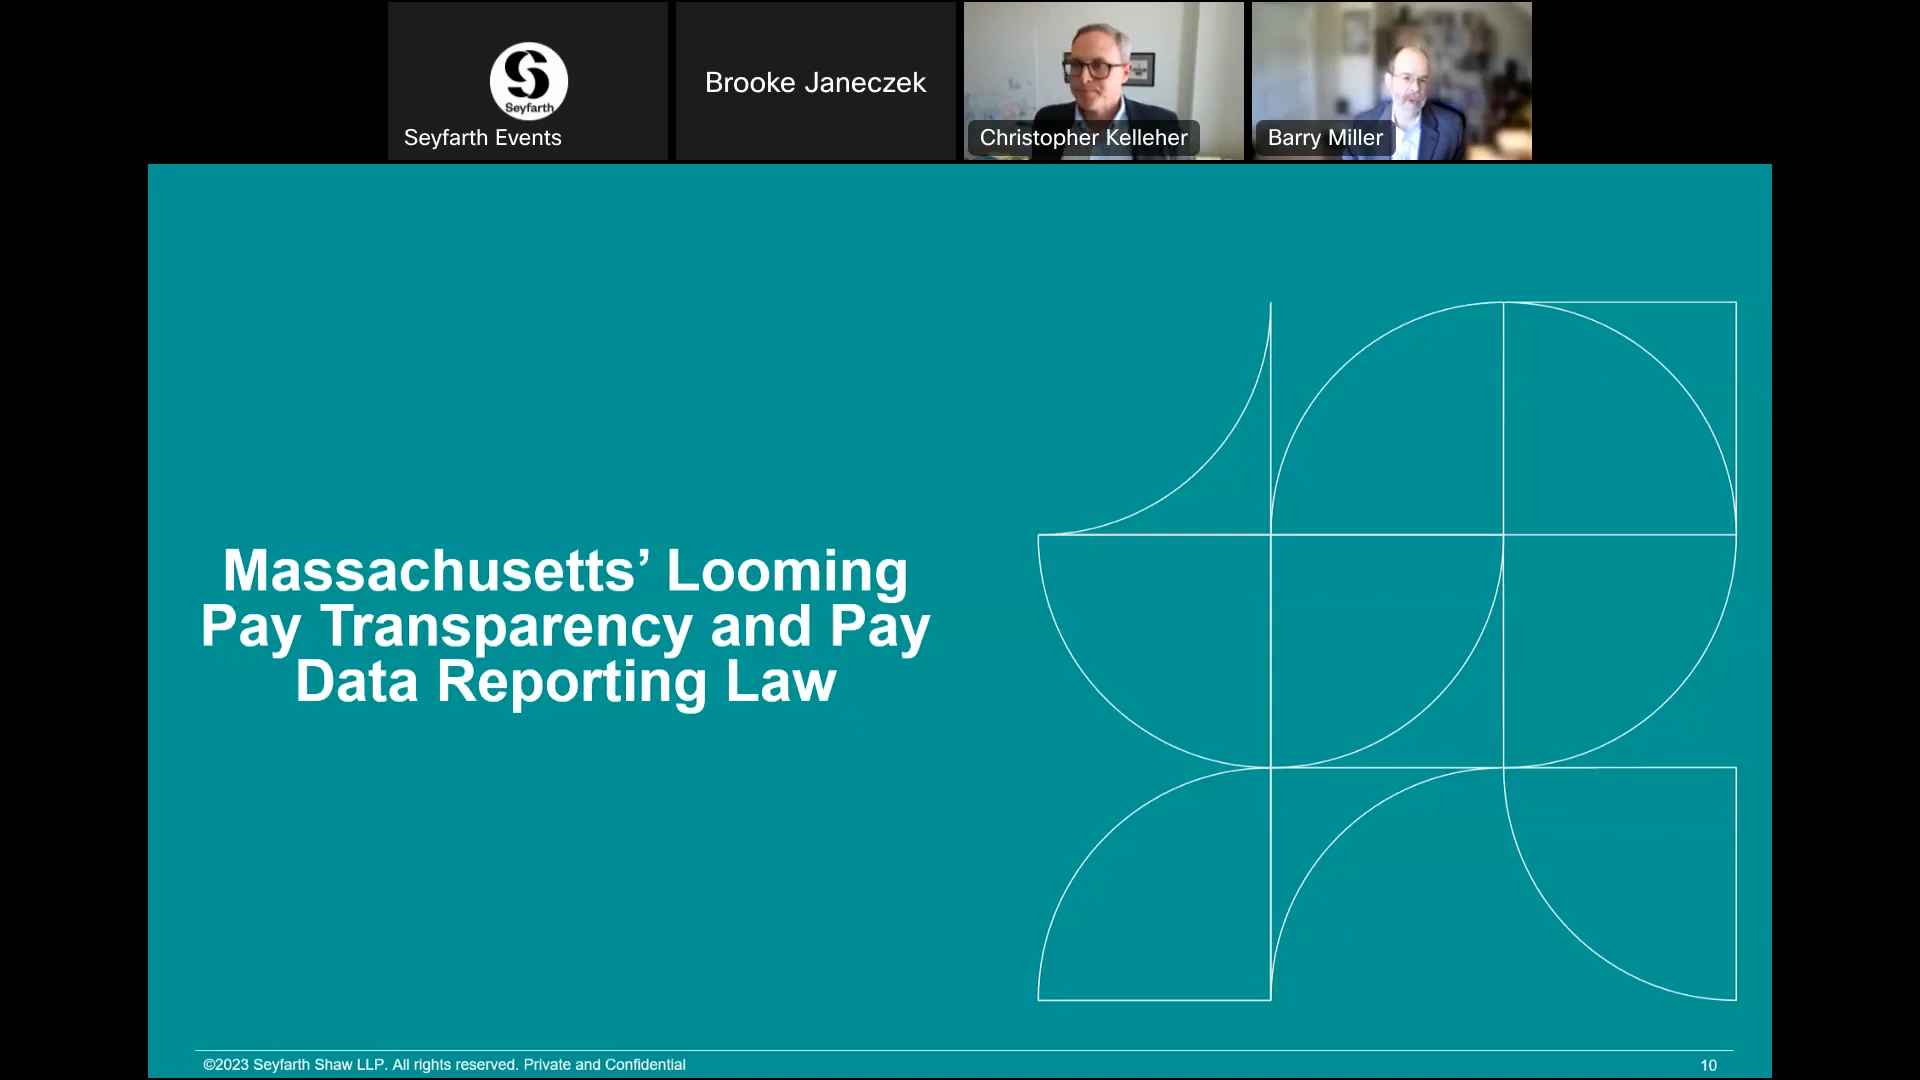 Seyfarth
Seyfarth Events
Brooke Janeczek
Christopher Kelleher
Barry Miller
Massachusetts’ Looming
Pay Transparency and Pay
Data Reporting Law
©2023 Seyfarth Shaw LLP. All rights reserved. Private and Confidential
10